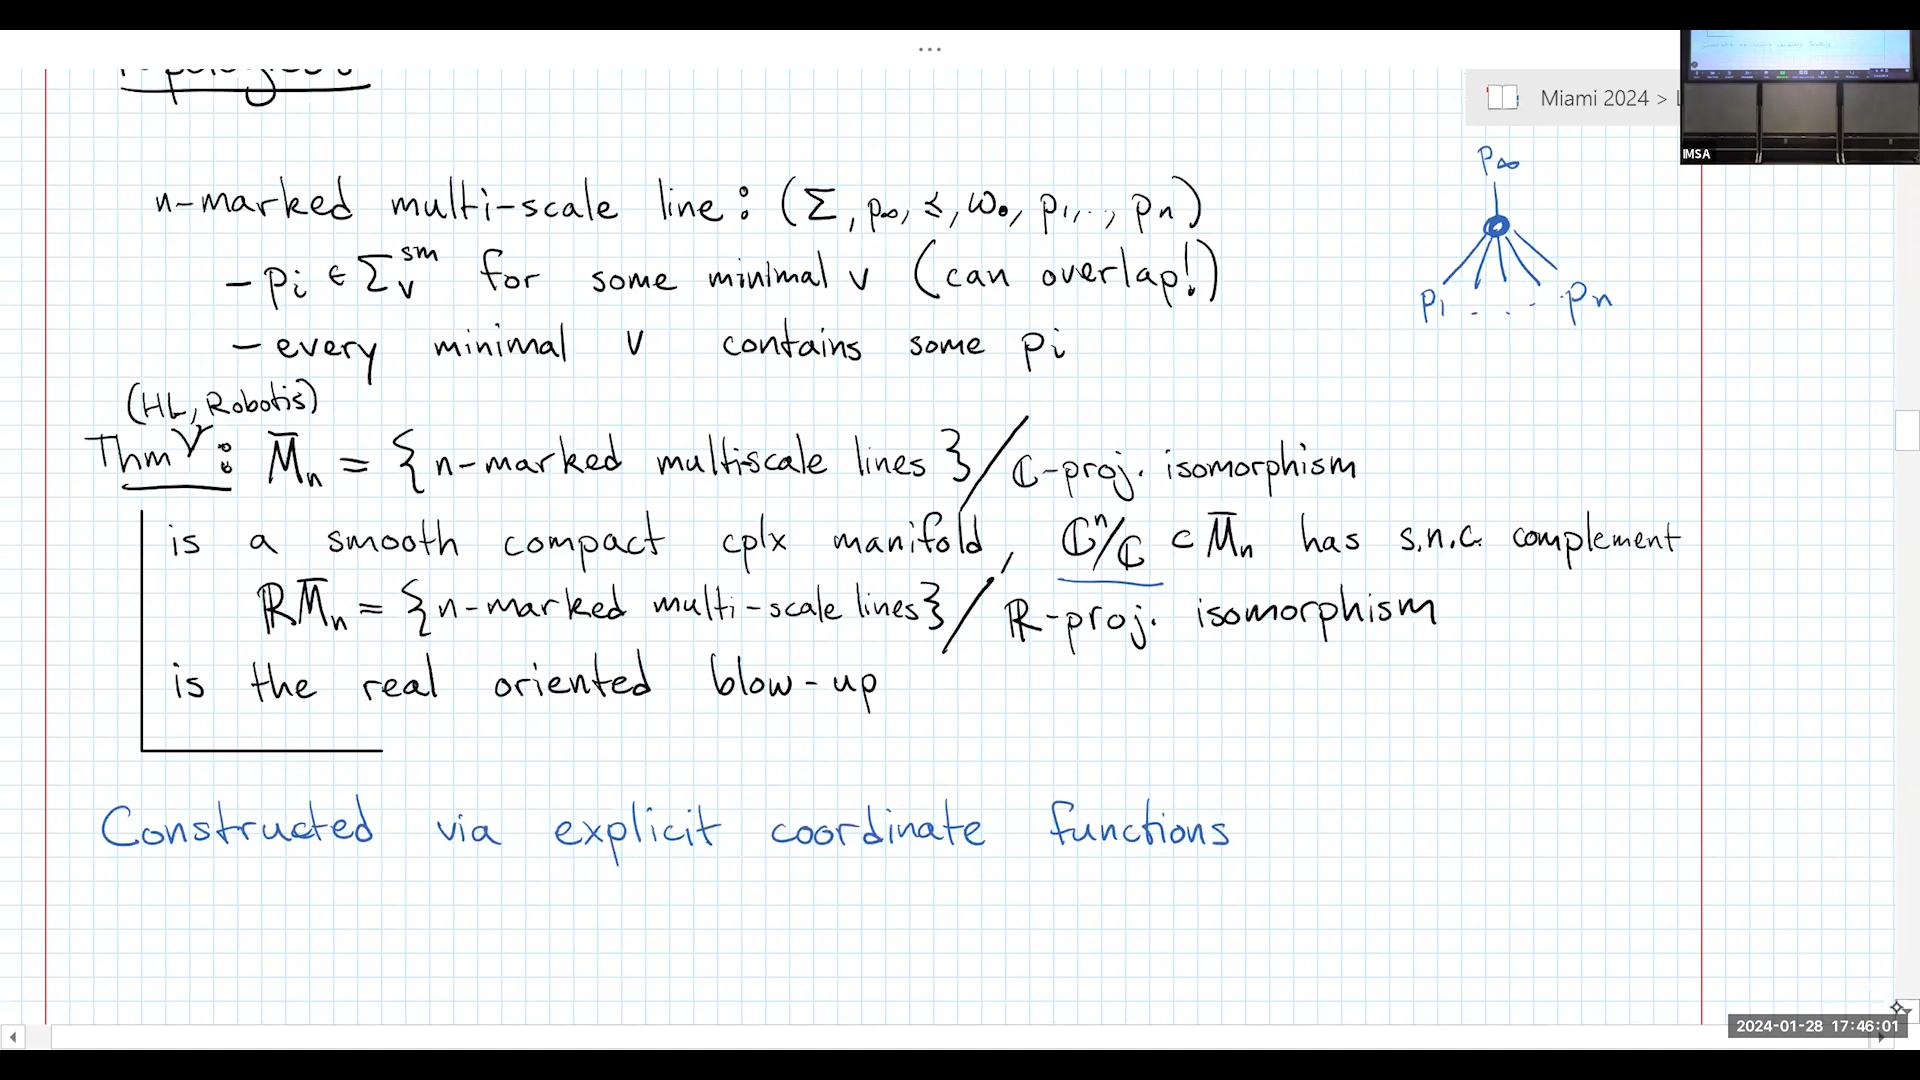 Miami 2024 >
IMSA
p∞
n-marked multi-scale line: (Σ, p∞, ⪯, ω•, p1,.., pn)
- pi ∈ Σv^sm for some minimal v (can overlap!)
p1 . . . pn
- every minimal v contains some pi
(HL, Robotis)
Thm: M̄n = { n-marked multiscale lines } / ℂ-proj. isomorphism
is a smooth compact cplx manifold, ℂⁿ/ℂ ⊂ M̄n has s.n.c. complement
ℝM̄n = {n-marked multi-scale lines} / ℝ-proj. isomorphism
is the real oriented blow-up
Constructed via explicit coordinate functions
2024-01-28 17:46:01